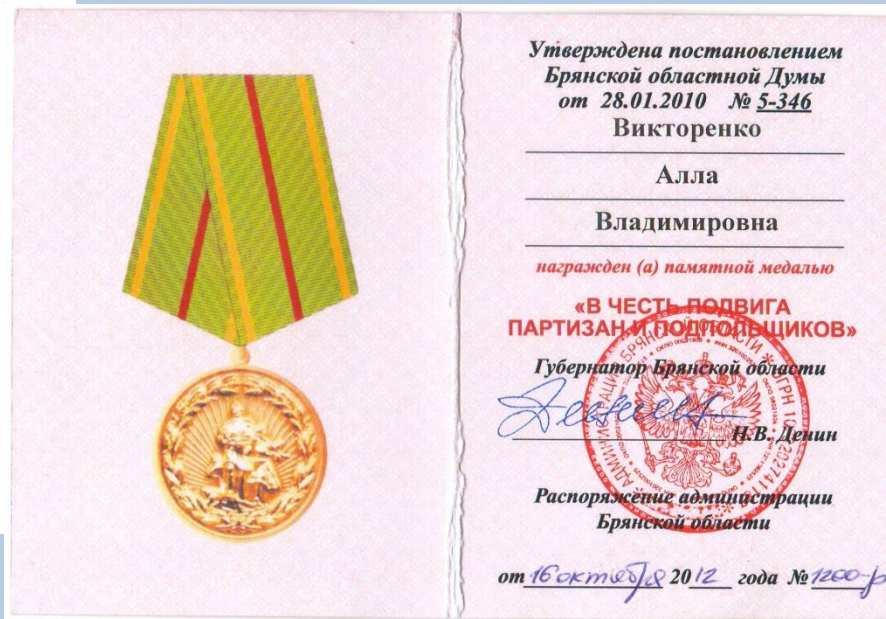 Утверждена постановлением
Брянской областной Думы
от 28.01.2010 № 5-346
Викторенко
Алла
Владимировна
награжден (а) памятной медалью
«В ЧЕСТЬ ПОДВИГА
ПАРТИЗАН И ПОДПОЛЬЩИКОВ»
Губернатор Брянской области
Н.В. Денин
Распоряжение администрации
Брянской области
от 16 октября 2012 года № 1200-р